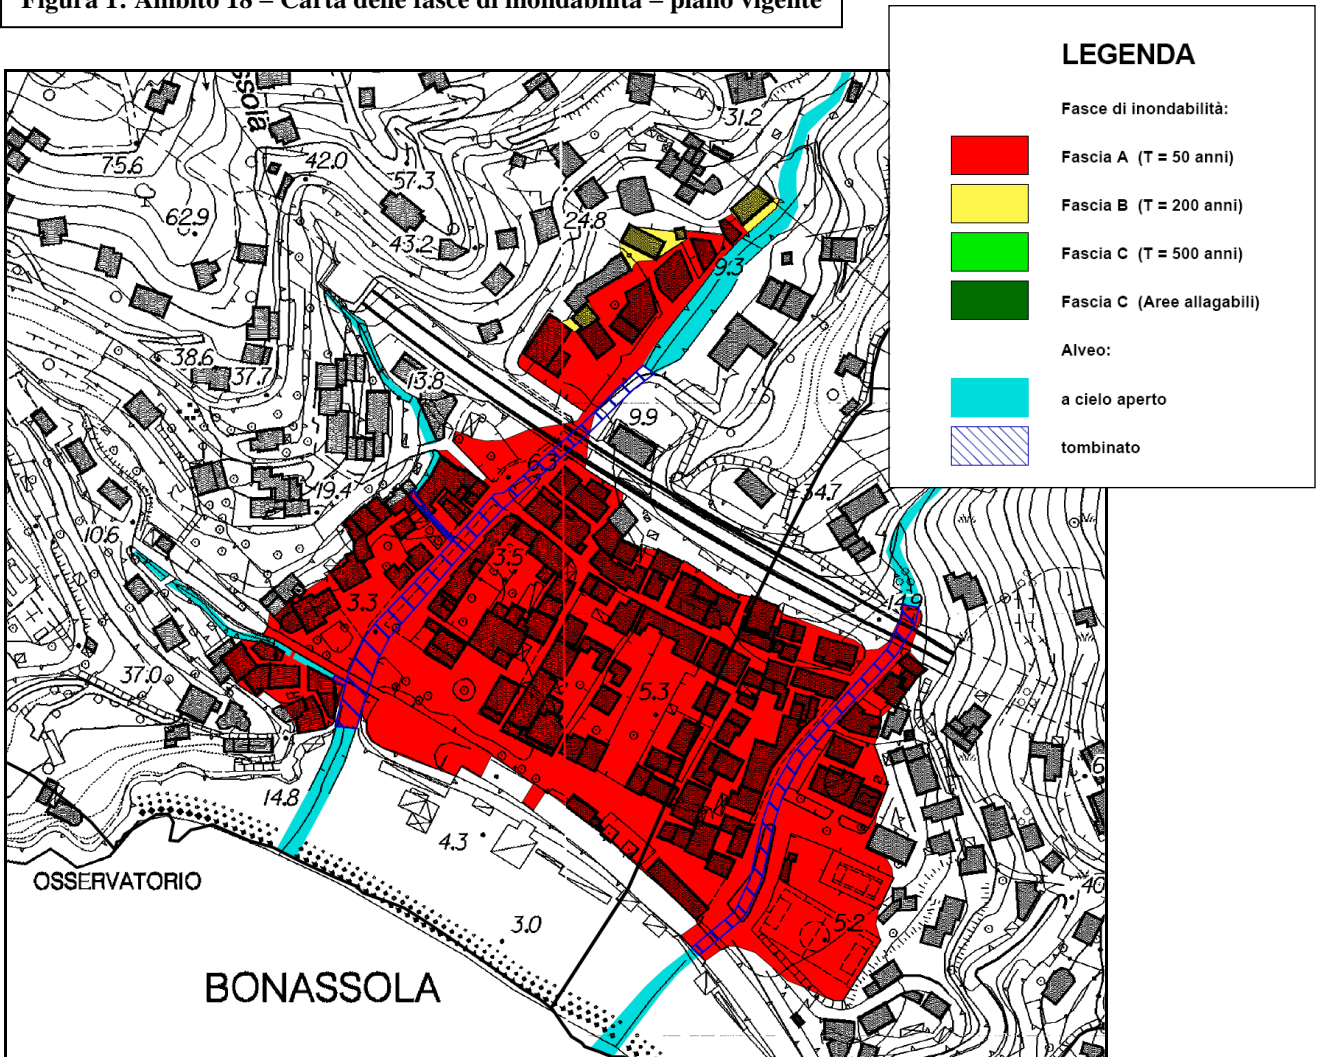 Figura 1: Ambito 18 – Carta delle fasce di inondabilità – piano vigente
LEGENDA
Fasce di inondabilità:
Fascia A (T = 50 anni)
Fascia B (T = 200 anni)
Fascia C (T = 500 anni)
Fascia C (Aree allagabili)
Alveo:
a cielo aperto
tombinato
ssola
31.2
75.6
42.0
57.3
62.9
24.8
43.2
9.3
38.6
37.7
13.8
9.9
6.3
19.4
34.7
10.6
3.5
3.3
14.9
37.0
5.3
14.8
4.3
6
40
OSSERVATORIO
3.0
5.2
BONASSOLA